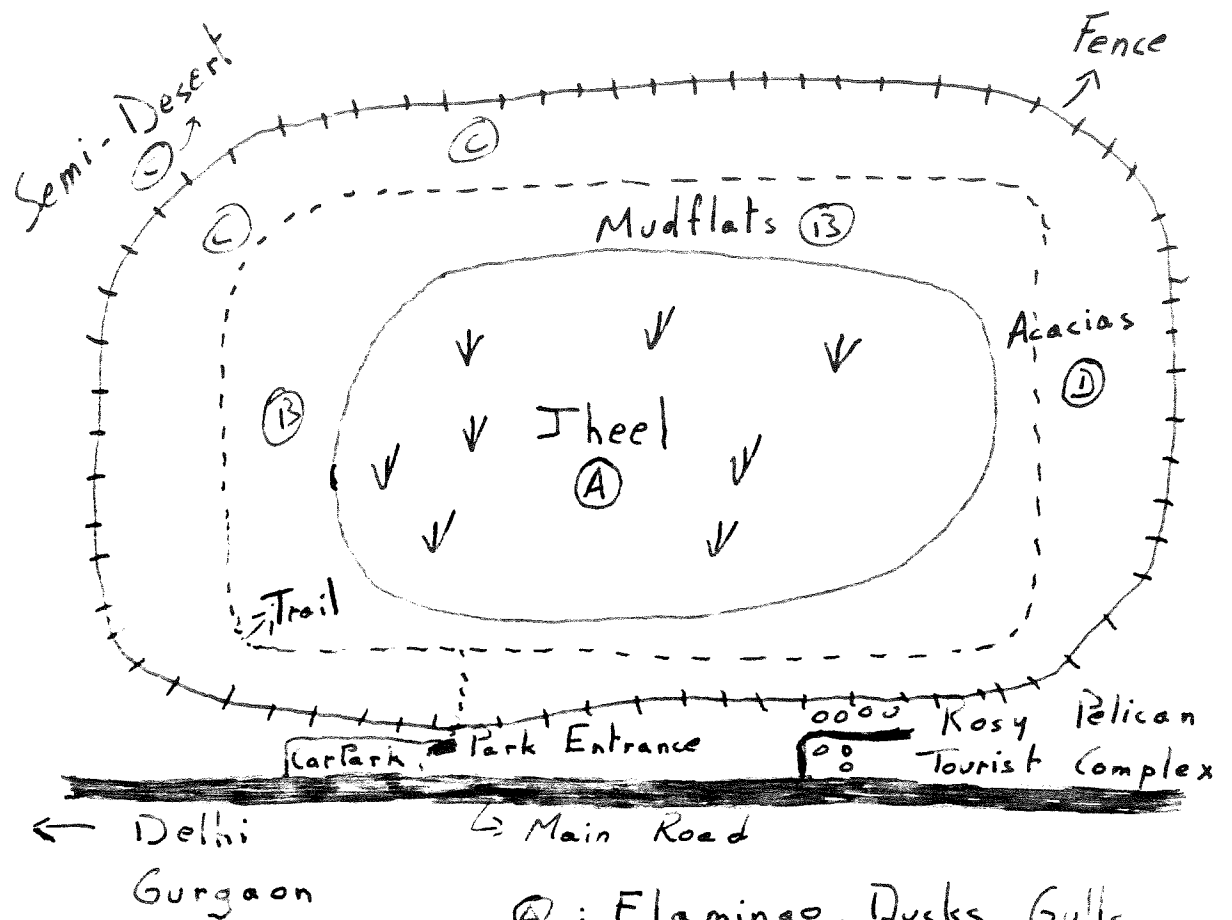 Fence
Semi-Desert
C
C
C
Mudflats B
Acacias
D
B
Jheel
A
Trail
Rosy Pelican
Tourist Complex
Car Park
Park Entrance
← Delhi
Gurgaon
Main Road
A : Flamingo, Ducks, Gulls